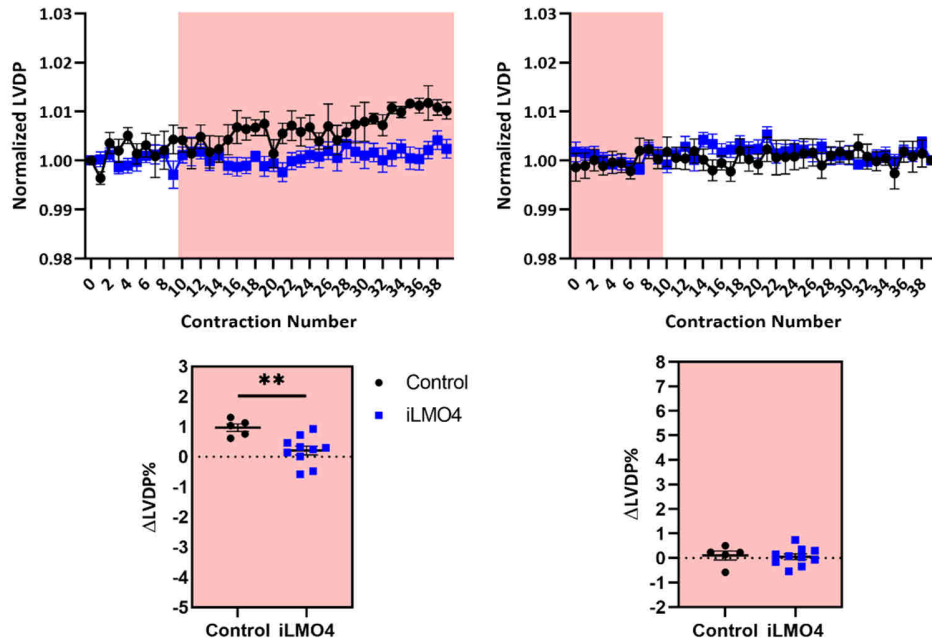 1.03
1.02
1.01
1.00
0.99
0.98
Normalized LVDP
0 2 4 6 8 10 12 14 16 18 20 22 24 26 28 30 32 34 36 38
Contraction Number
1.03
1.02
1.01
1.00
0.99
0.98
Normalized LVDP
0 2 4 6 8 10 12 14 16 18 20 22 24 26 28 30 32 34 36 38
Contraction Number
3
2
1
0
-1
-2
-3
-4
-5
ΔLVDP%
**
Control iLMO4
Control
iLMO4
8
7
6
5
4
3
2
1
0
-1
-2
ΔLVDP%
Control iLMO4